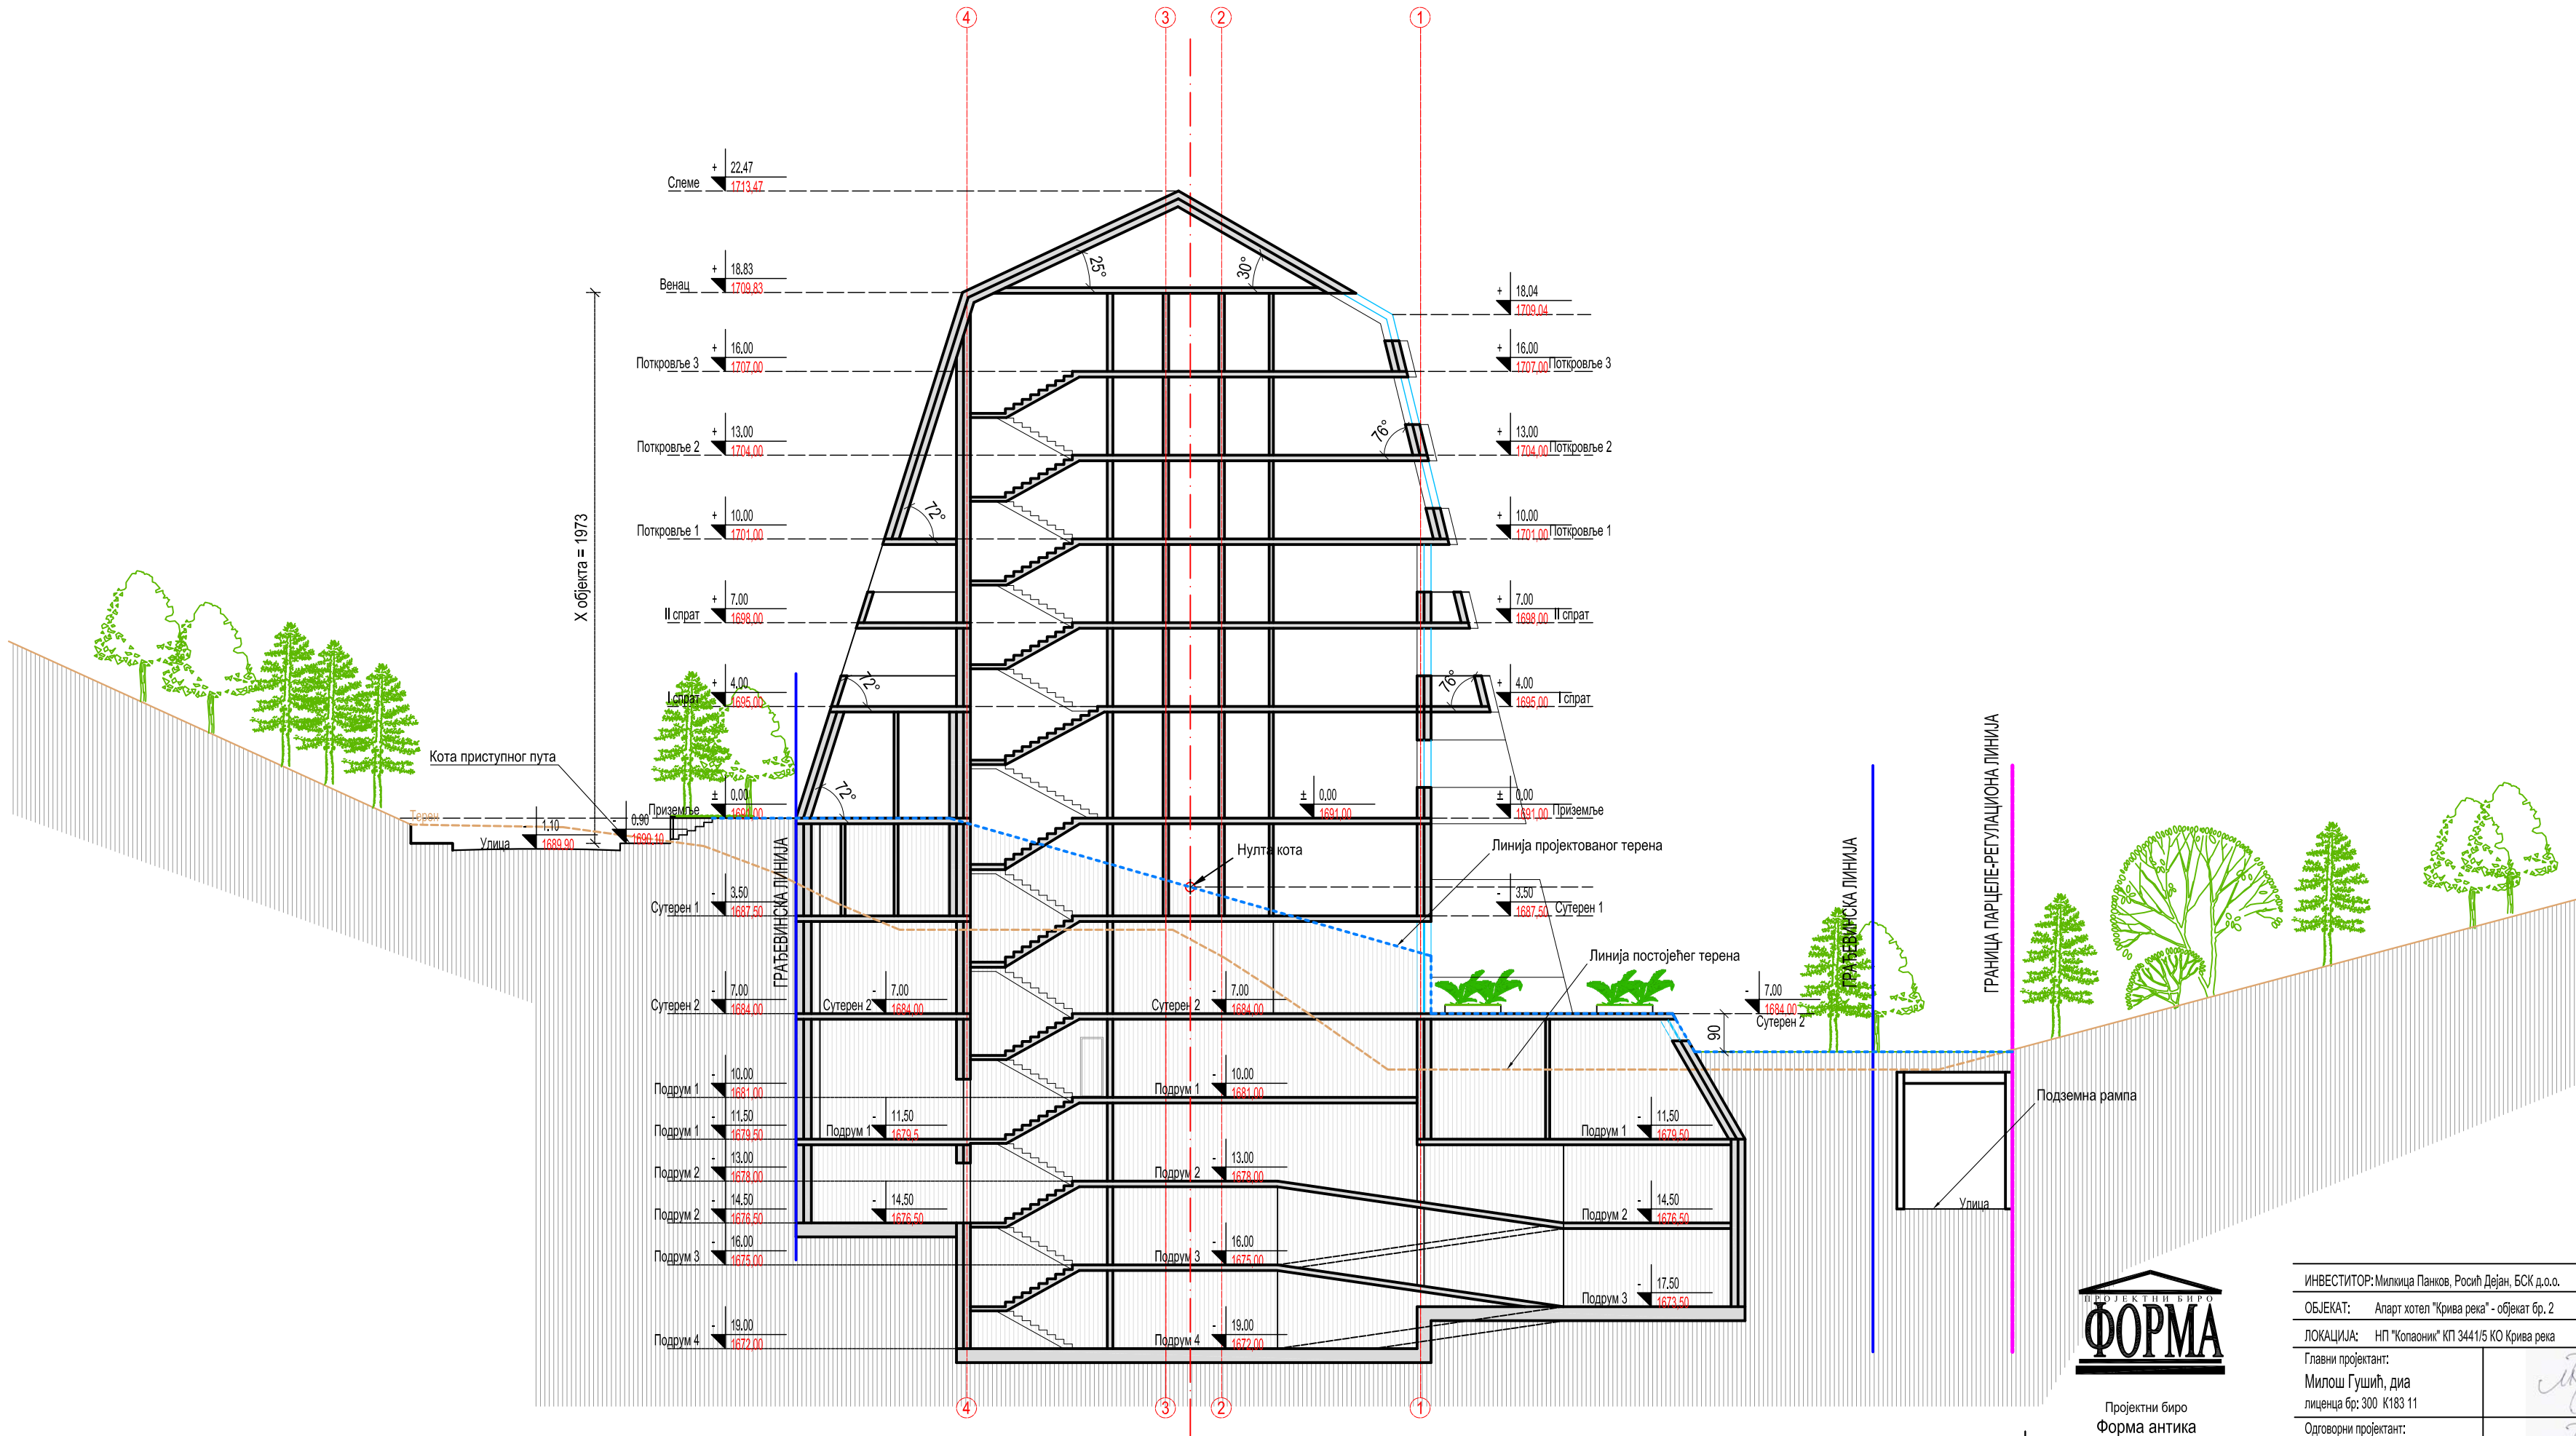 4 3 2 1
+ 22.47
Слеме 1713,47
+ 18.83
Венац 1709,83
+ 18.04
1709,04
25° 30°
+ 16.00
Поткровље 3 1707,00
+ 16.00
1707,00 Поткровље 3
+ 13.00
Поткровље 2 1704,00
+ 13.00
1704,00 Поткровље 2
76°
+ 10.00
Поткровље 1 1701,00
+ 10.00
1701,00 Поткровље 1
72°
X објекта = 1973
+ 7.00
II спрат 1698,00
+ 7.00
1698,00 II спрат
+ 4.00
I спрат 1695,00
+ 4.00
1695,00 I спрат
72° 76°
Кота приступног пута
± 0,00
Приземље 1691,00
72°
± 0,00
1691,00
± 0,00
1691,00 Приземље
Терен
- 1.10
Улица 1689,90
- 0.90
1690,10
Нулта кота
Линија пројектованог терена
ГРАЂЕВИНСКА ЛИНИЈА
ГРАЂЕВИНСКА ЛИНИЈА
ГРАНИЦА ПАРЦЕЛЕ-РЕГУЛАЦИОНА ЛИНИЈА
- 3.50
Сутерен 1 1687,50
- 3.50
1687,50 Сутерен 1
Линија постојећег терена
- 7.00
Сутерен 2 1684,00
- 7.00
Сутерен 2 1684,00
- 7.00
Сутерен 2 1684,00
- 7.00
1684,00
Сутерен 2
90
- 10.00
Подрум 1 1681,00
- 10.00
Подрум 1 1681,00
Подземна рампа
- 11.50
Подрум 1 1679,50
- 11.50
Подрум 1 1679,5
- 11.50
Подрум 1 1679,50
- 13.00
Подрум 2 1678,00
- 13.00
Подрум 2 1678,00
- 14.50
Подрум 2 1676,50
- 14.50
1676,50
- 14.50
Подрум 2 1676,50
Улица
- 16.00
Подрум 3 1675,00
- 16.00
Подрум 3 1675,00
- 17.50
Подрум 3 1673,50
- 19.00
Подрум 4 1672,00
- 19.00
Подрум 4 1672,00
4 3 2 1
ПРОЈЕКТНИ БИРО
ФОРМА
Пројектни биро
Форма антика
ИНВЕСТИТОР: Милкица Панков, Росић Дејан, БСК д.о.о.
ОБЈЕКАТ: Апарт хотел "Крива река" - објекат бр. 2
ЛОКАЦИЈА: НП "Копаоник" КП 3441/5 КО Крива река
Главни пројектант:
Милош Гушић, диа
лиценца бр: 300 К183 11
Одговорни пројектант: